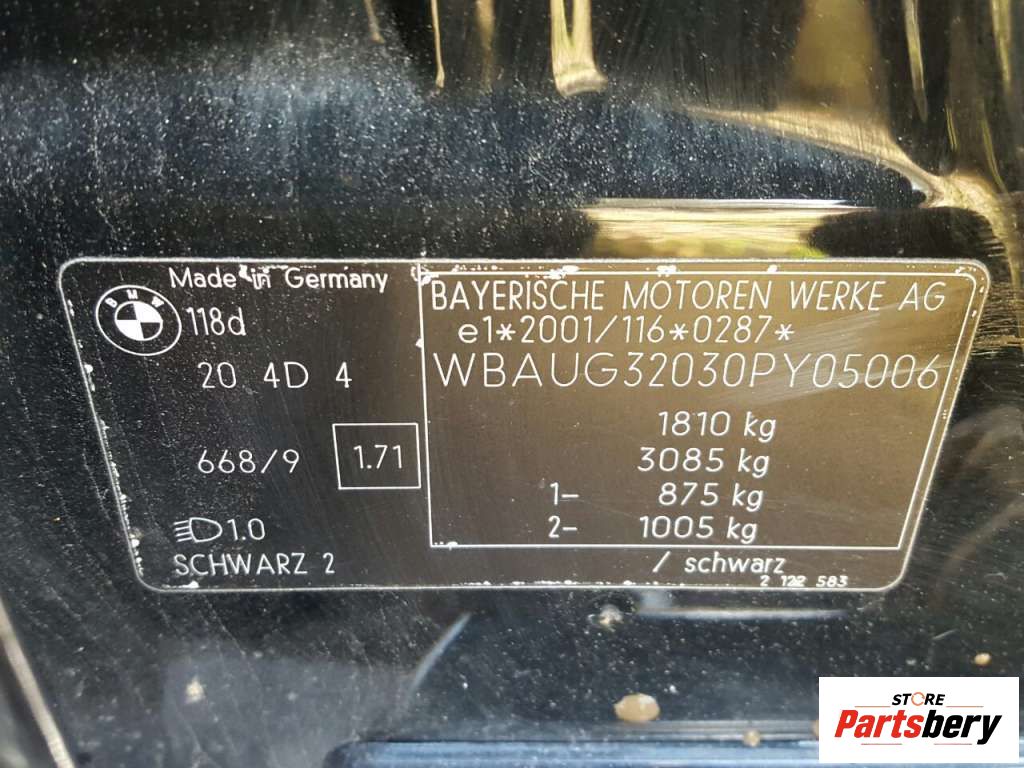 Made in Germany
BMW
118d
20 4D 4
668/9
1.71
1.0
SCHWARZ 2
BAYERISCHE MOTOREN WERKE AG
e1*2001/116*0287*
WBAUG32030PY05006
1810 kg
3085 kg
1- 875 kg
2- 1005 kg
/ schwarz
2 122 583
STORE
Partsbery